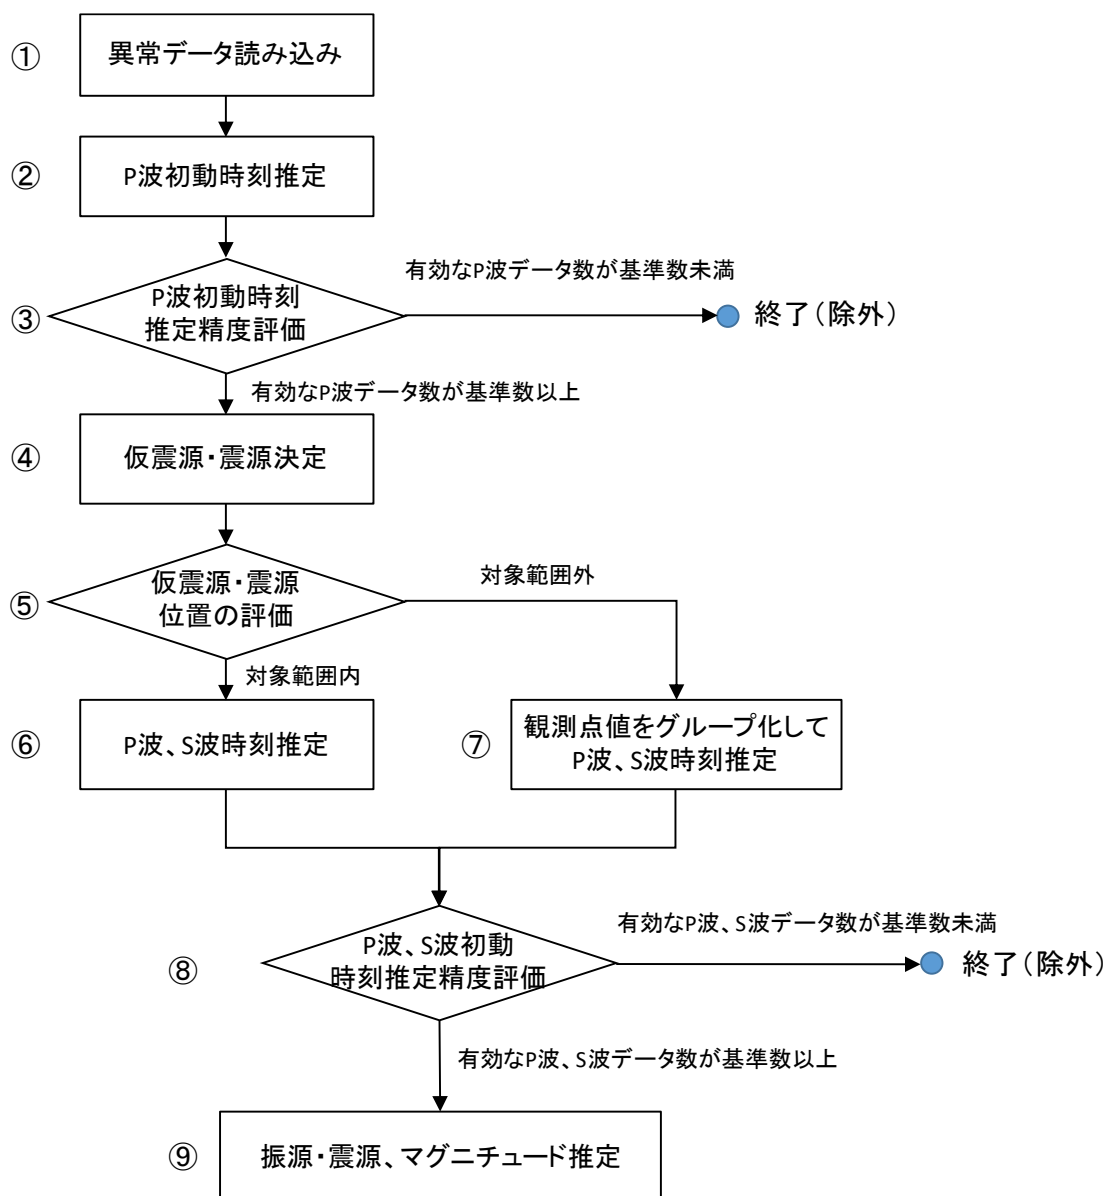 ①
異常データ読み込み
②
P波初動時刻推定
有効なP波データ数が基準数未満
③
P波初動時刻
推定精度評価
終了（除外）
有効なP波データ数が基準数以上
④
仮震源・震源決定
対象範囲外
⑤
仮震源・震源
位置の評価
対象範囲内
⑥
P波、S波時刻推定
⑦
観測点値をグループ化して
P波、S波時刻推定
有効なP波、S波データ数が基準数未満
⑧
P波、S波初動
時刻推定精度評価
終了（除外）
有効なP波、S波データ数が基準数以上
⑨
振源・震源、マグニチュード推定